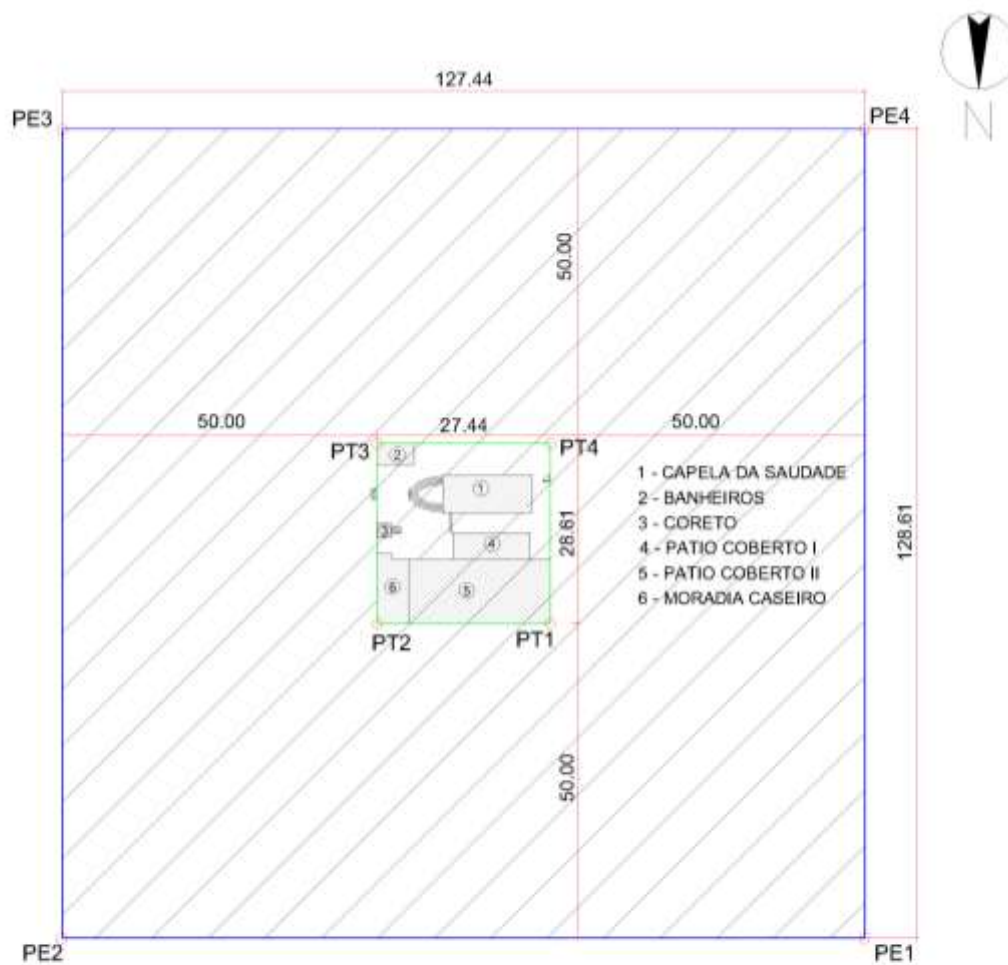 127.44
PE3
PE4
N
50.00
50.00
27.44
50.00
PT3
PT4
2
1
3
4
6
5
28.61
1 - CAPELA DA SAUDADE
2 - BANHEIROS
3 - CORETO
4 - PATIO COBERTO I
5 - PATIO COBERTO II
6 - MORADIA CASEIRO
128.61
PT2
PT1
50.00
PE2
PE1